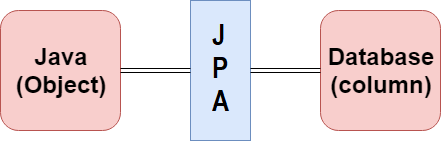 Java
(Object)
J
P
A
Database
(column)